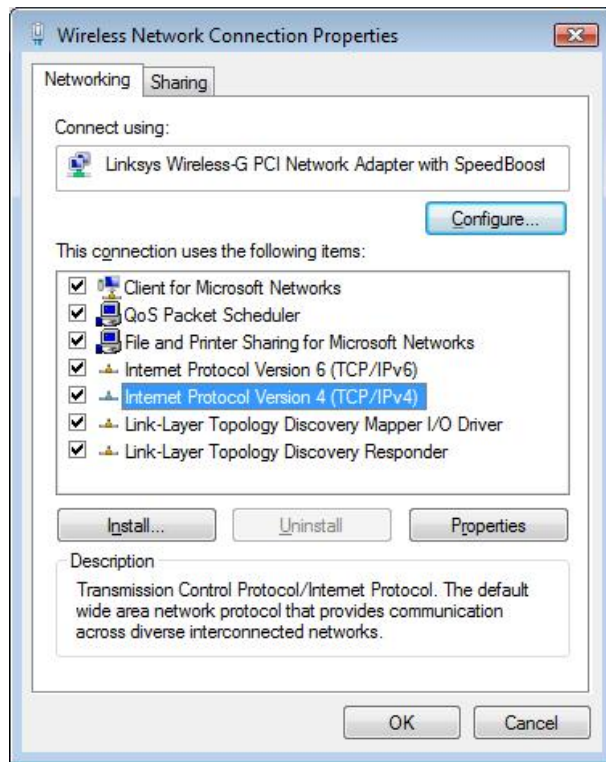 Wireless Network Connection Properties
Networking
Sharing
Connect using:
Linksys Wireless-G PCI Network Adapter with SpeedBoost
Configure...
This connection uses the following items:
Client for Microsoft Networks
QoS Packet Scheduler
File and Printer Sharing for Microsoft Networks
Internet Protocol Version 6 (TCP/IPv6)
Internet Protocol Version 4 (TCP/IPv4)
Link-Layer Topology Discovery Mapper I/O Driver
Link-Layer Topology Discovery Responder
Install...
Uninstall
Properties
Description
Transmission Control Protocol/Internet Protocol. The default
wide area network protocol that provides communication
across diverse interconnected networks.
OK
Cancel